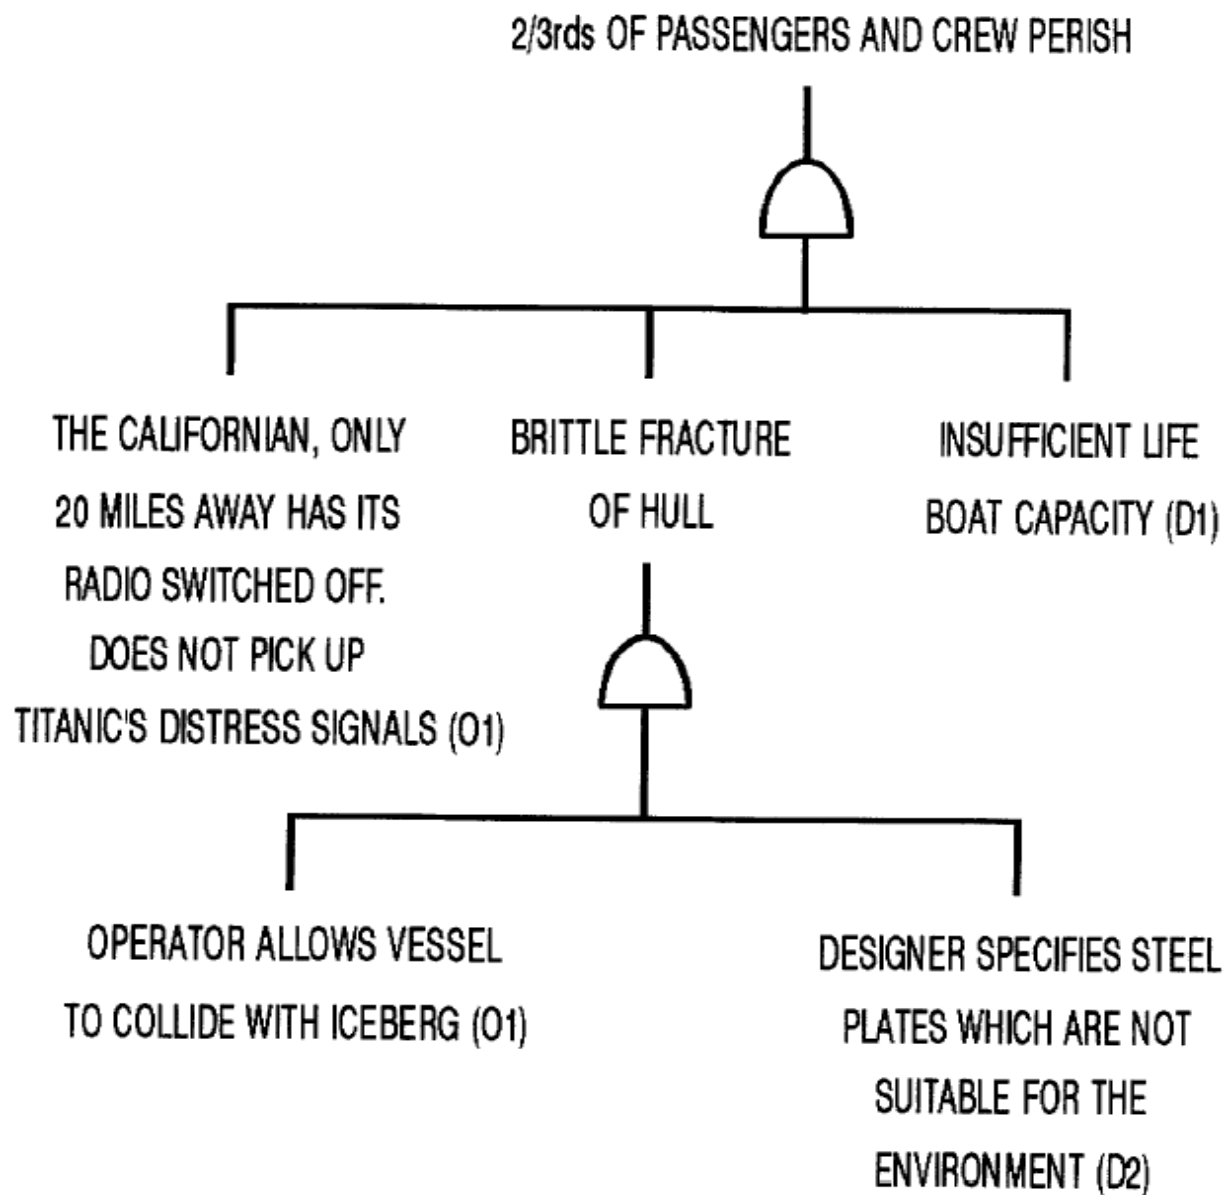 2/3rds OF PASSENGERS AND CREW PERISH
THE CALIFORNIAN, ONLY
20 MILES AWAY HAS ITS
RADIO SWITCHED OFF.
DOES NOT PICK UP
TITANIC'S DISTRESS SIGNALS (O1)
BRITTLE FRACTURE
OF HULL
INSUFFICIENT LIFE
BOAT CAPACITY (D1)
OPERATOR ALLOWS VESSEL
TO COLLIDE WITH ICEBERG (O1)
DESIGNER SPECIFIES STEEL
PLATES WHICH ARE NOT
SUITABLE FOR THE
ENVIRONMENT (D2)